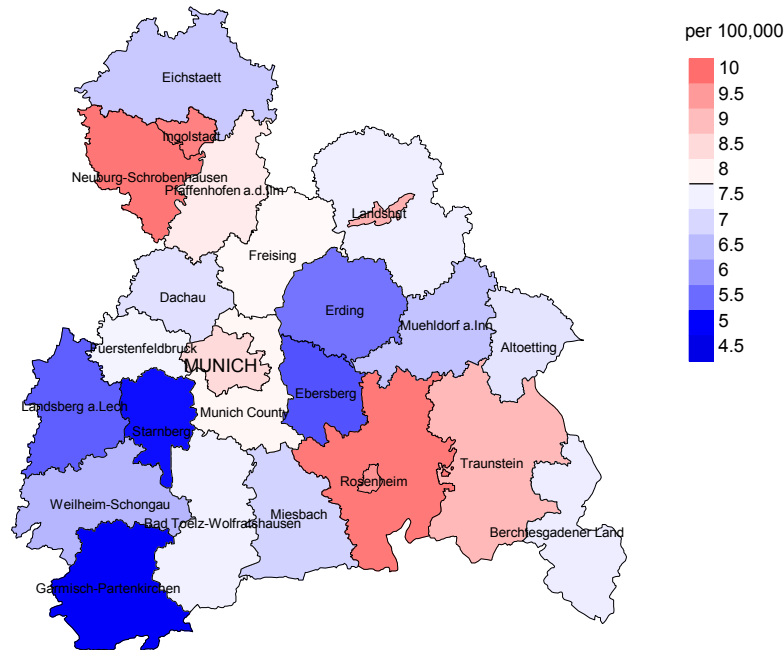 per 100,000
10
9.5
9
8.5
8
7.5
7
6.5
6
5.5
5
4.5
Eichstaett
Ingolstadt
Neuburg-Schrobenhausen
Pfaffenhofen a.d.Ilm
Landshut
Freising
Dachau
Erding
Muehldorf a.Inn
Altoetting
Fuerstenfeldbruck
MUNICH
Ebersberg
Landsberg a.Lech
Munich County
Starnberg
Traunstein
Rosenheim
Weilheim-Schongau
Miesbach
Bad Toelz-Wolfratshausen
Berchtesgadener Land
Garmisch-Partenkirchen